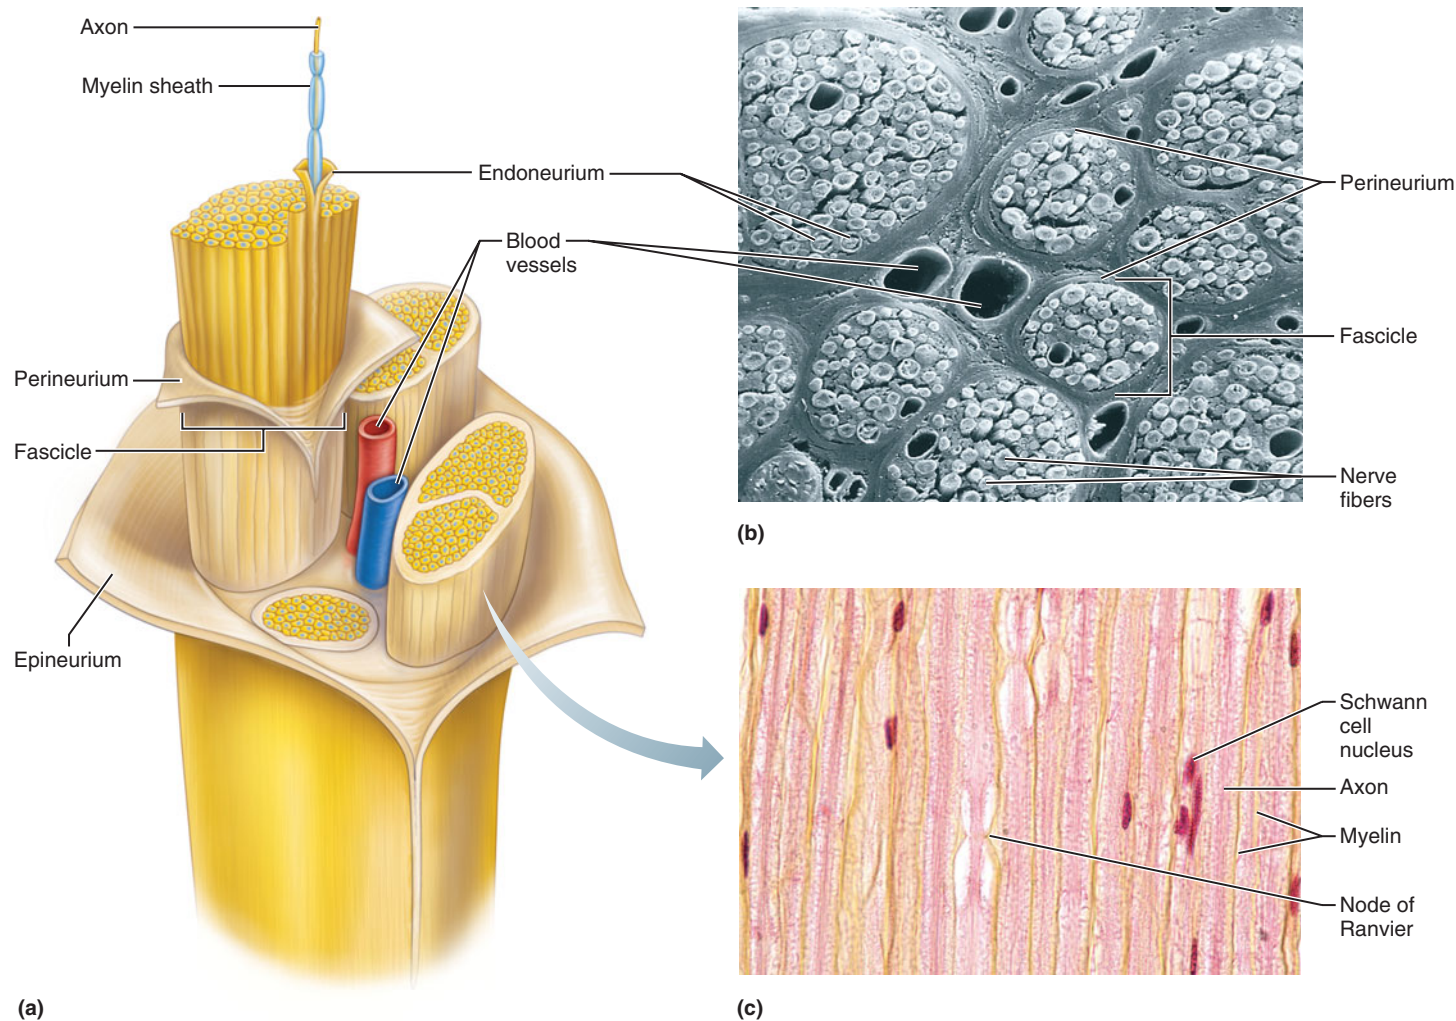 Axon
Myelin sheath
Endoneurium
Blood
vessels
Perineurium
Fascicle
Epineurium
(a)
Perineurium
Fascicle
Nerve
fibers
(b)
Schwann
cell
nucleus
Axon
Myelin
Node of
Ranvier
(c)